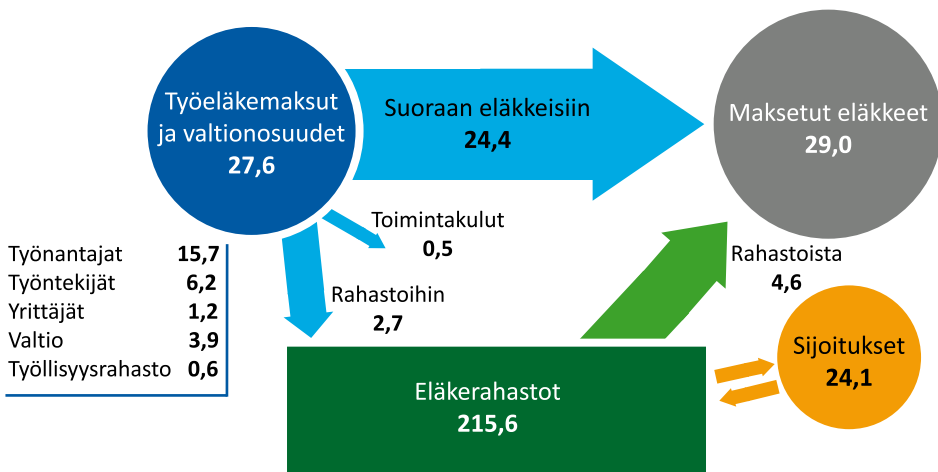 Työeläkemaksut
ja valtionosuudet
27,6
Suoraan eläkkeisiin
24,4
Maksetut eläkkeet
29,0
Toimintakulut
0,5
Työnantajat 15,7
Työntekijät 6,2
Yrittäjät 1,2
Valtio 3,9
Työllisyysrahasto 0,6
Rahastoihin
2,7
Rahastoista
4,6
Sijoitukset
24,1
Eläkerahastot
215,6